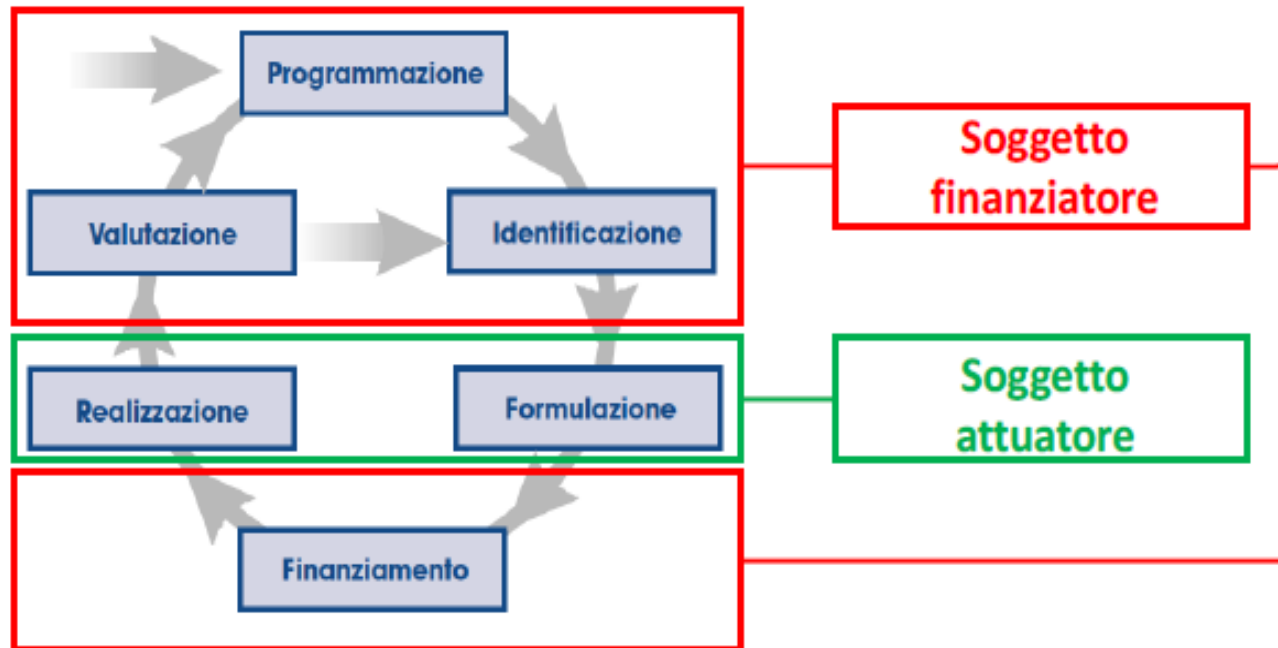 Programmazione
Soggetto
finanziatore
Valutazione
Identificazione
Realizzazione
Formulazione
Soggetto
attuatore
Finanziamento